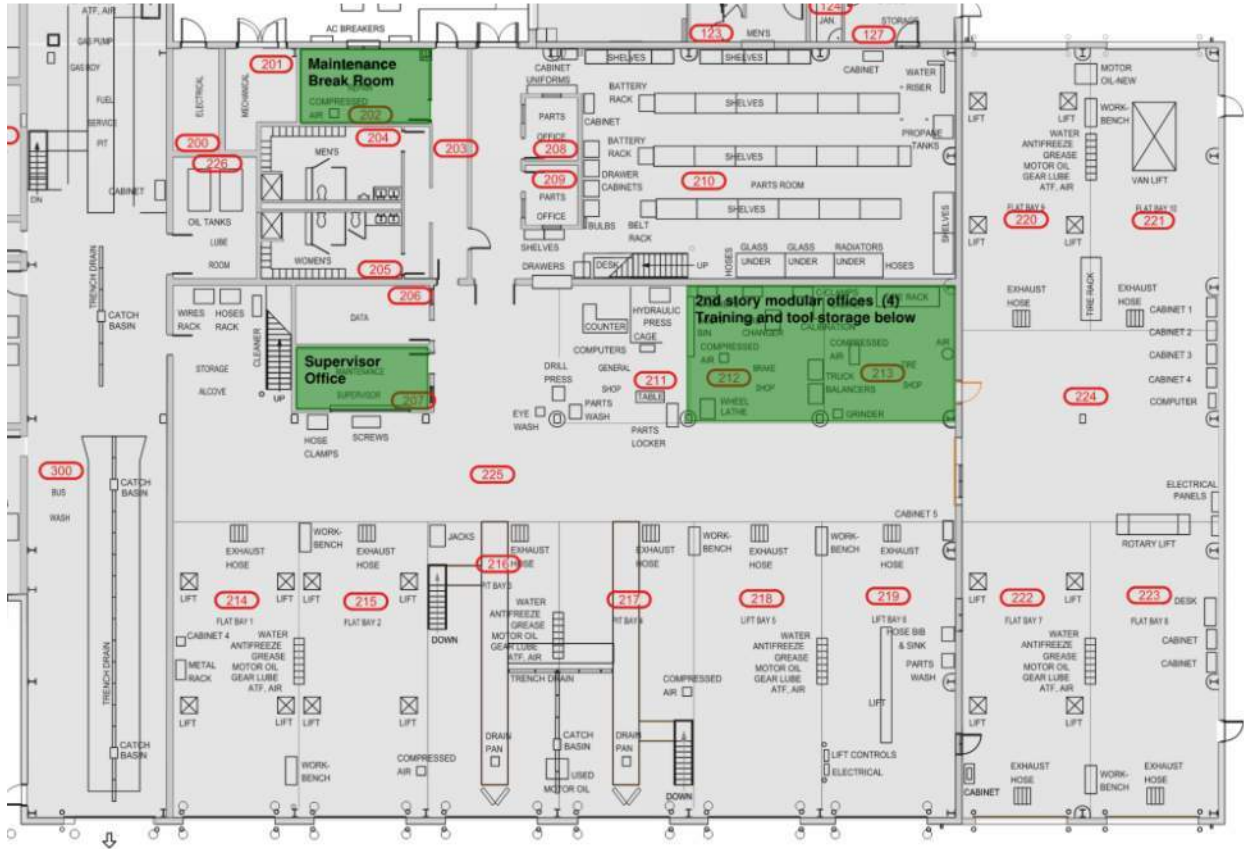 ATF, AIR
GAS PUMP
GASBOY
FUEL
SERVICE
PIT
DN
CABINET
AC BREAKERS
201
ELECTRICAL
MECHANICAL
200
226
OIL TANKS
LUBE
ROOM
Maintenance
Break Room
COMPRESSED
AIR
202
204
MEN'S
WOMEN'S
205
203
CABINET
UNIFORMS
PARTS
OFFICE
208
209
PARTS
OFFICE
SHELVES
BATTERY
RACK
CABINET
BATTERY
RACK
DRAWER
CABINETS
BULBS
BELT
RACK
123
MEN'S
124
JAN.
STORAGE
127
SHELVES
SHELVES
CABINET
WATER
RISER
SHELVES
PROPANE
TANKS
SHELVES
210
PARTS ROOM
SHELVES
SHELVES
DRAWERS
DESK
UP
HOSES
GLASS
UNDER
GLASS
UNDER
RADIATORS
UNDER
HOSES
MOTOR
OIL-NEW
LIFT
LIFT
WORK-
BENCH
WATER
ANTIFREEZE
GREASE
MOTOR OIL
GEAR LUBE
ATF, AIR
VAN LIFT
FLAT BAY 9
220
FLAT BAY 10
221
LIFT
LIFT
EXHAUST
HOSE
TIRE RACK
EXHAUST
HOSE
CABINET 1
CABINET 2
CABINET 3
CABINET 4
COMPUTER
224
TRENCH DRAIN
CATCH
BASIN
WIRES
RACK
HOSES
RACK
CLEANER
STORAGE
ALCOVE
UP
206
DATA
Supervisor
Office
MAINTENANCE
SUPERVISOR
207
HOSE
CLAMPS
SCREWS
COUNTER
HYDRAULIC
PRESS
CAGE
COMPUTERS
GENERAL
SHOP
211
TABLE
DRILL
PRESS
EYE
WASH
PARTS
WASH
PARTS
LOCKER
2nd story modular offices (4)
Training and tool storage below
BIN
CHANGER
CALIBRATION
COMPRESSED
AIR
BRAKE
SHOP
212
WHEEL
LATHE
COMPRESSED
AIR
TRUCK
BALANCERS
TIRE
SHOP
213
GRINDER
AIR
300
BUS
WASH
CATCH
BASIN
225
CABINET 5
ELECTRICAL
PANELS
ROTARY LIFT
EXHAUST
HOSE
WORK-
BENCH
EXHAUST
HOSE
JACKS
EXHAUST
HOSE
EXHAUST
HOSE
WORK-
BENCH
EXHAUST
HOSE
WORK-
BENCH
EXHAUST
HOSE
LIFT
214
LIFT
LIFT
215
LIFT
FLAT BAY 1
FLAT BAY 2
DOWN
216
PIT BAY 3
217
PIT BAY 4
218
LIFT BAY 5
219
LIFT BAY 6
LIFT
222
LIFT
223
FLAT BAY 7
FLAT BAY 8
DESK
CABINET
CABINET
CABINET 4
METAL
RACK
WATER
ANTIFREEZE
GREASE
MOTOR OIL
GEAR LUBE
ATF, AIR
WATER
ANTIFREEZE
GREASE
MOTOR OIL
GEAR LUBE
ATF, AIR
TRENCH DRAIN
WATER
ANTIFREEZE
GREASE
MOTOR OIL
GEAR LUBE
ATF, AIR
HOSE BIB
& SINK
PARTS
WASH
WATER
ANTIFREEZE
GREASE
MOTOR OIL
GEAR LUBE
ATF, AIR
TRENCH DRAIN
LIFT
LIFT
LIFT
LIFT
COMPRESSED
AIR
LIFT
LIFT
LIFT
CATCH
BASIN
WORK-
BENCH
COMPRESSED
AIR
DRAIN
PAN
CATCH
BASIN
USED
MOTOR OIL
DRAIN
PAN
DOWN
LIFT CONTROLS
ELECTRICAL
CABINET
EXHAUST
HOSE
WORK-
BENCH
EXHAUST
HOSE